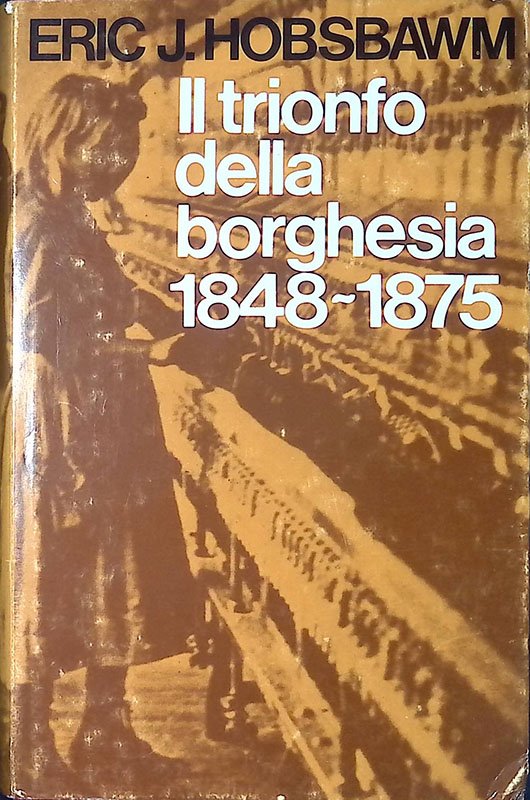 ERIC J. HOBSBAWM
Il trionfo
della
borghesia
1848~1875